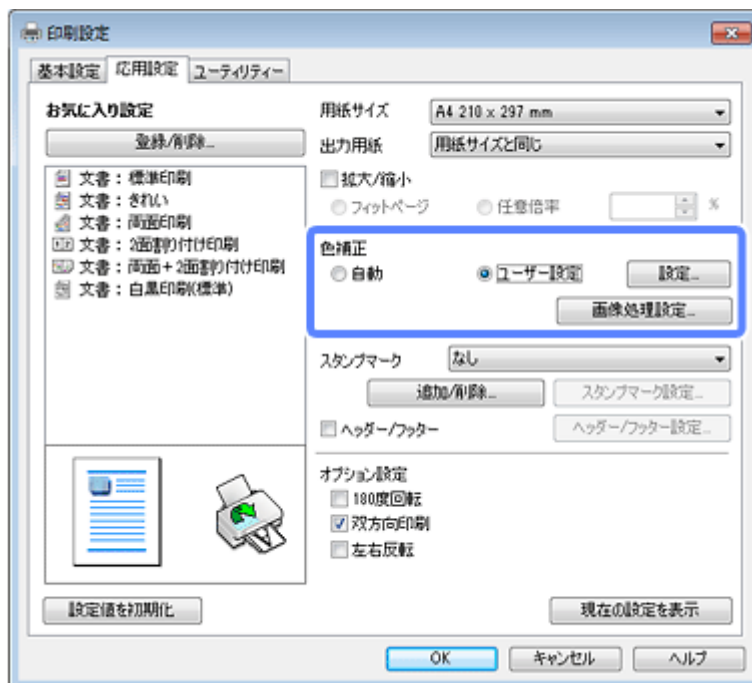 印刷設定
基本設定 応用設定 ユーティリティー
お気に入り設定
登録/削除...
文書：標準印刷
文書：きれい
文書：両面印刷
文書：2面割り付け印刷
文書：両面＋2面割り付け印刷
文書：白黒印刷(標準)
設定値を初期化
用紙サイズ A4 210 x 297 mm
出力用紙 用紙サイズと同じ
拡大/縮小
フィットページ 任意倍率 %
色補正
自動 ユーザー設定 設定...
画像処理設定...
スタンプマーク なし
追加/削除... スタンプマーク設定...
ヘッダー/フッター ヘッダー/フッター設定...
オプション設定
180度回転
双方向印刷
左右反転
現在の設定を表示
OK キャンセル ヘルプ